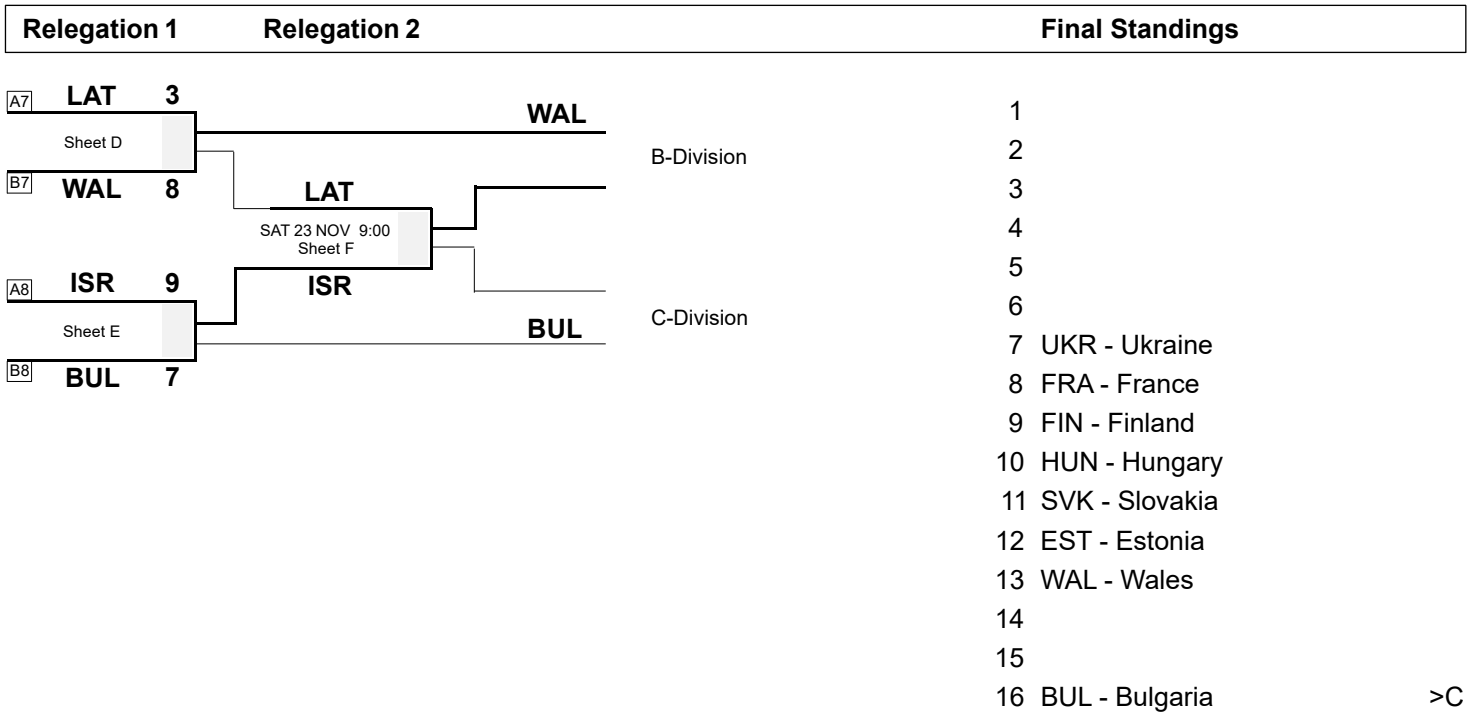 Relegation 1 Relegation 2 Final Standings
A7 LAT 3
Sheet D
B7 WAL 8
WAL
B-Division
LAT
SAT 23 NOV 9:00
Sheet F
ISR
A8 ISR 9
Sheet E
B8 BUL 7
BUL
C-Division
1
2
3
4
5
6
7 UKR - Ukraine
8 FRA - France
9 FIN - Finland
10 HUN - Hungary
11 SVK - Slovakia
12 EST - Estonia
13 WAL - Wales
14
15
16 BUL - Bulgaria >C